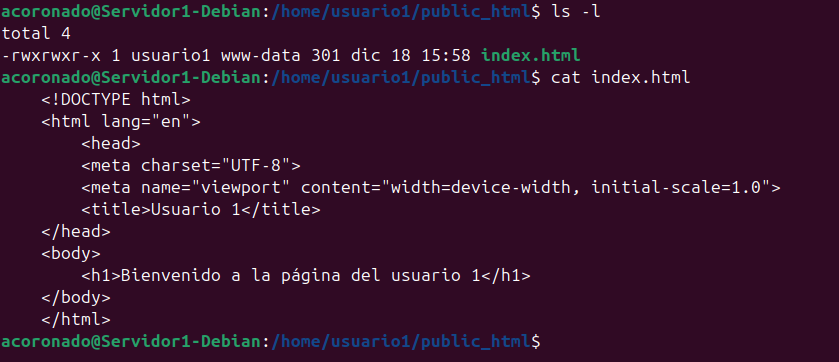 acoronado@Servidor1-Debian:/home/usuario1/public_html$ ls -l
total 4
-rwxrwxr-x 1 usuario1 www-data 301 dic 18 15:58 index.html
acoronado@Servidor1-Debian:/home/usuario1/public_html$ cat index.html
    <!DOCTYPE html>
    <html lang="en">
        <head>
        <meta charset="UTF-8">
        <meta name="viewport" content="width=device-width, initial-scale=1.0">
        <title>Usuario 1</title>
    </head>
    <body>
        <h1>Bienvenido a la página del usuario 1</h1>
    </body>
    </html>
acoronado@Servidor1-Debian:/home/usuario1/public_html$